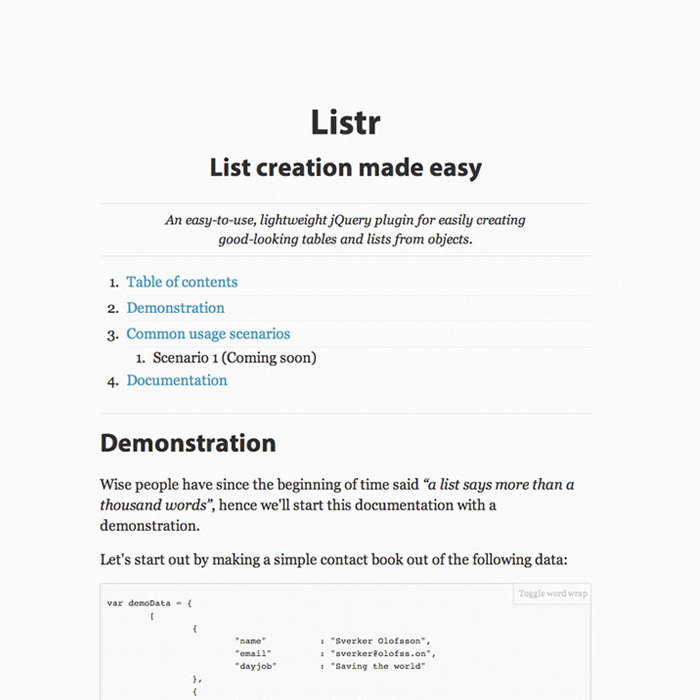 Listr
List creation made easy
An easy-to-use, lightweight jQuery plugin for easily creating
good-looking tables and lists from objects.
1. Table of contents
2. Demonstration
3. Common usage scenarios
1. Scenario 1 (Coming soon)
4. Documentation
Demonstration
Wise people have since the beginning of time said “a list says more than a
thousand words”, hence we'll start this documentation with a
demonstration.
Let's start out by making a simple contact book out of the following data:
Toggle word wrap
var demoData = {
[
{
"name" : "Sverker Olofsson",
"email" : "sverker@olofss.on",
"dayjob" : "Saving the world"
},
{